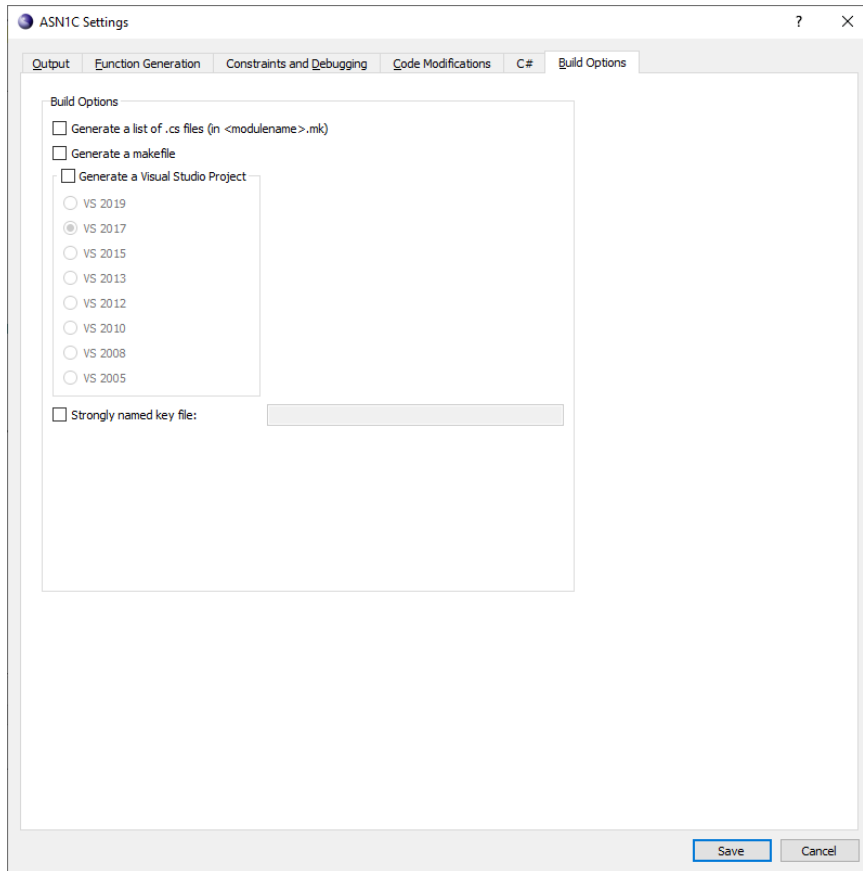 ASN1C Settings
Output Function Generation Constraints and Debugging Code Modifications C# Build Options
Build Options
Generate a list of .cs files (in <modulename>.mk)
Generate a makefile
Generate a Visual Studio Project
VS 2019
VS 2017
VS 2015
VS 2013
VS 2012
VS 2010
VS 2008
VS 2005
Strongly named key file:
Save Cancel